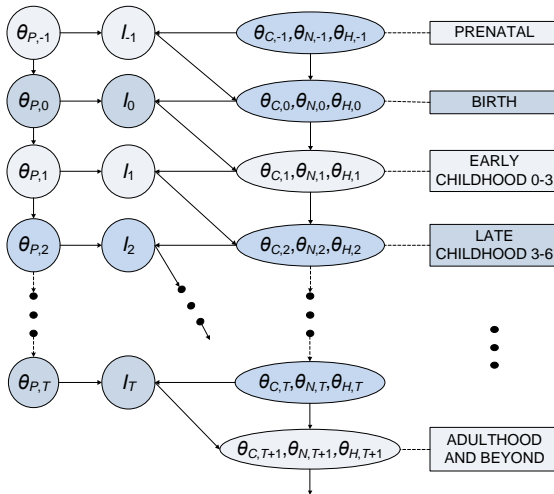 θP,-1 I-1 θC,-1,θN,-1,θH,-1 PRENATAL
θP,0 I0 θC,0,θN,0,θH,0 BIRTH
θP,1 I1 θC,1,θN,1,θH,1 EARLY
CHILDHOOD 0-3
θP,2 I2 θC,2,θN,2,θH,2 LATE
CHILDHOOD 3-6
θP,T IT θC,T,θN,T,θH,T
θC,T+1,θN,T+1,θH,T+1 ADULTHOOD
AND BEYOND